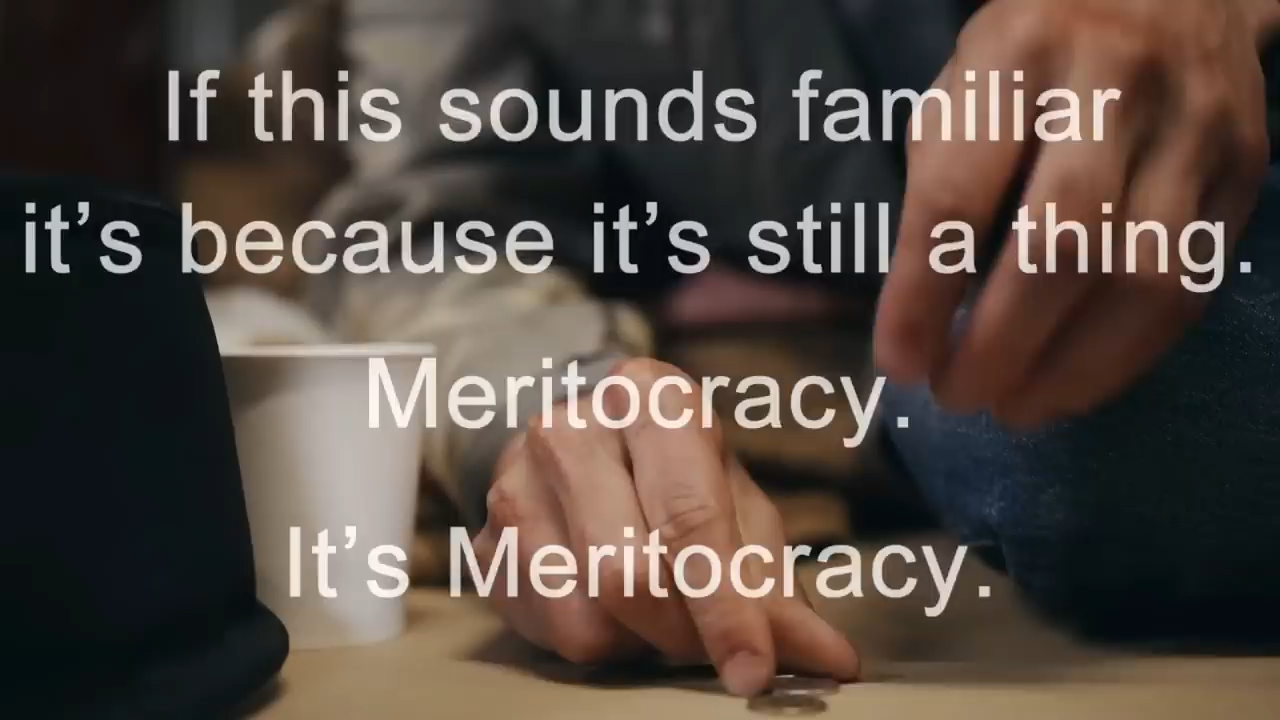 If this sounds familiar
it’s because it’s still a thing.
Meritocracy.
It’s Meritocracy.